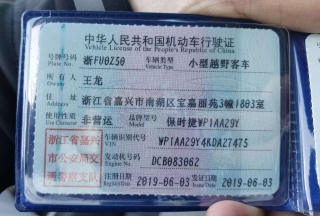 中华人民共和国机动车行驶证
Vehicle License of the People's Republic of China
号牌号码 浙FU0Z50 车辆类型 小型越野客车
Plate No. Vehicle Type
所有人 王龙
Owner
住址 浙江省嘉兴市南湖区宝嘉丽苑3幢1803室
Address
使用性质 非营运 品牌型号 保时捷WP1AA29Y
Use Character Model
浙江省嘉兴市公安局交通警察支队
车辆识别代号 WP1AA29Y4KDA27475
VIN
发动机号码 DCB083062
Engine No.
注册日期 2019-06-03 发证日期 2019-06-03
Register Date Issue Date